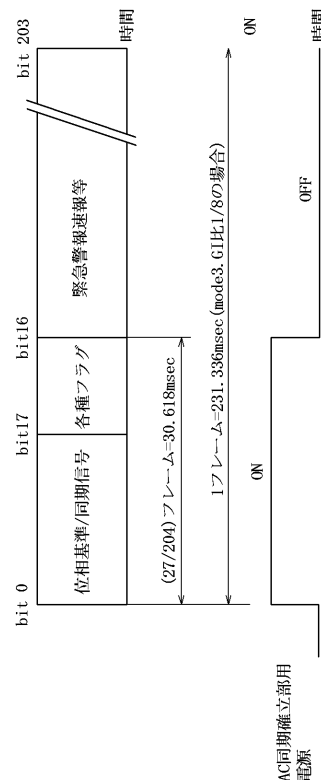 bit 0
bit17
bit16
bit 203
位相基準/同期信号
各種フラグ
緊急警報速報等
時間
(27/204)フレーム=30.618msec
1フレーム=231.336msec(mode3.GI比1/8の場合)
ON
OFF
ON
AC同期確立部用
電源
時間